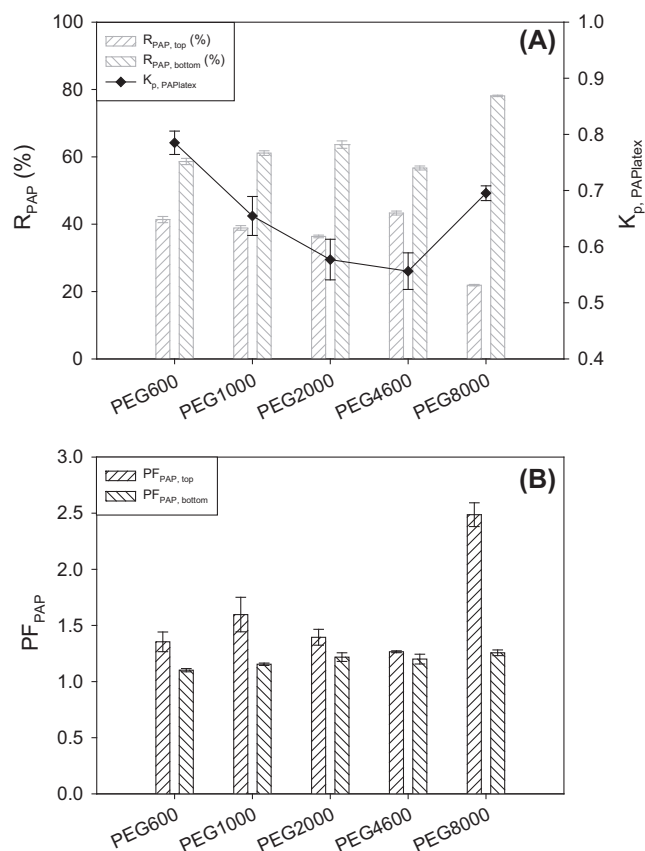 (A)
R_PAP, top (%)
R_PAP, bottom (%)
K_p, PAPlatex
100
80
60
40
20
0
R_PAP (%)
1.0
0.9
0.8
0.7
0.6
0.5
0.4
K_p, PAPlatex
PEG600
PEG1000
PEG2000
PEG4600
PEG8000
(B)
PF_PAP, top
PF_PAP, bottom
3.0
2.5
2.0
1.5
1.0
0.5
0.0
PF_PAP
PEG600
PEG1000
PEG2000
PEG4600
PEG8000